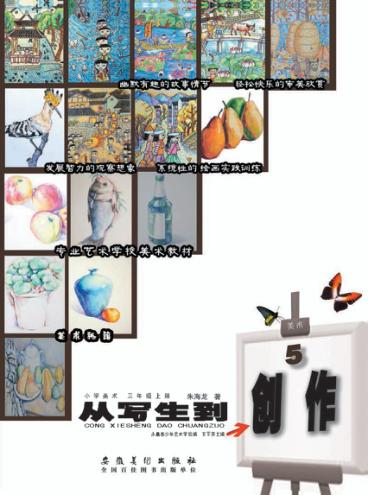 幽默有趣的故事情节
轻松快乐的审美欣赏
发展智力的观察想象
系统性的绘画实践训练
专业艺术学校美术教材
美术
5
小学美术 三年级上册
朱海龙 著
从写生到
创作
CONG XIESHENG DAO CHUANGZUO
安徽美术出版社
全国百佳图书出版单位